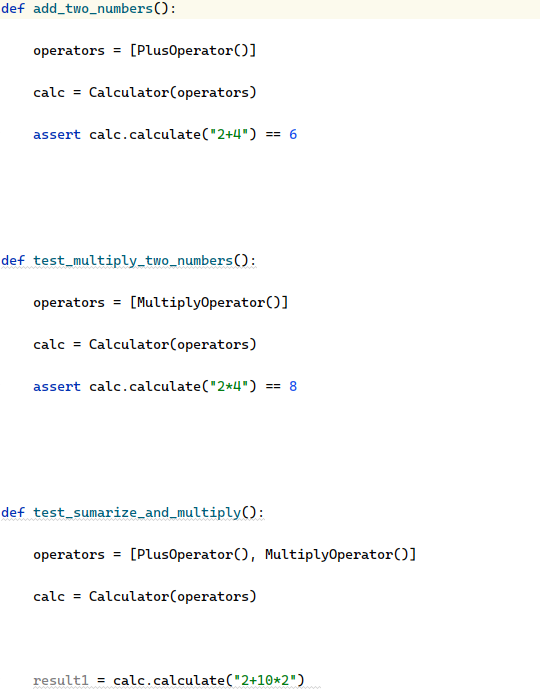 def add_two_numbers():
    operators = [PlusOperator()]
    calc = Calculator(operators)
    assert calc.calculate("2+4") == 6
def test_multiply_two_numbers():
    operators = [MultiplyOperator()]
    calc = Calculator(operators)
    assert calc.calculate("2*4") == 8
def test_sumarize_and_multiply():
    operators = [PlusOperator(), MultiplyOperator()]
    calc = Calculator(operators)
    result1 = calc.calculate("2+10*2")